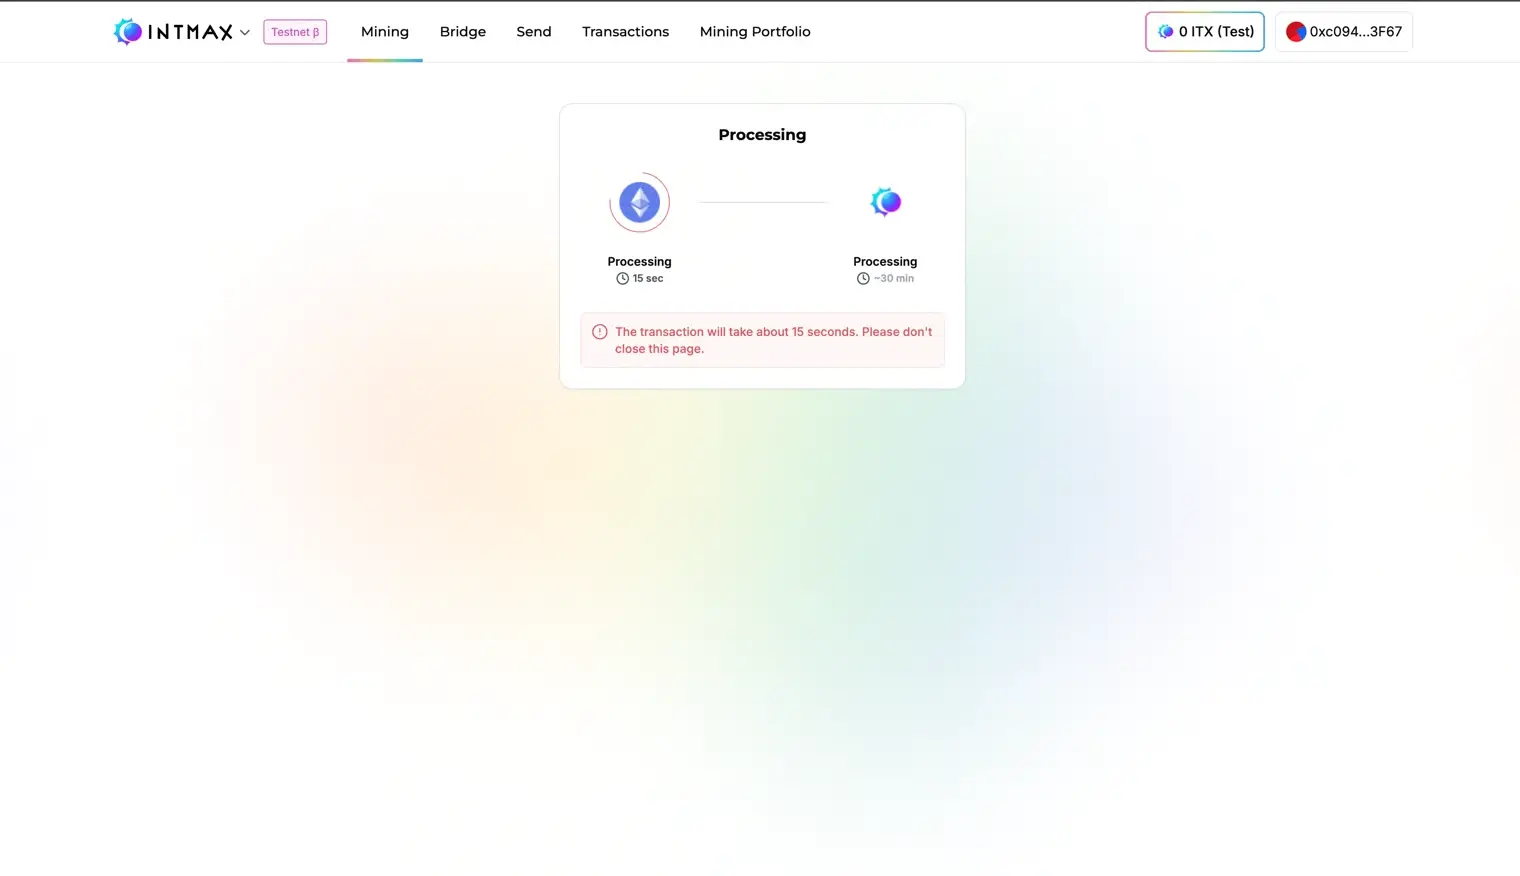 INTMAX
Testnet β
Mining
Bridge
Send
Transactions
Mining Portfolio
0 ITX (Test)
0xc094...3F67
Processing
Processing
15 sec
Processing
~30 min
The transaction will take about 15 seconds. Please don't
close this page.